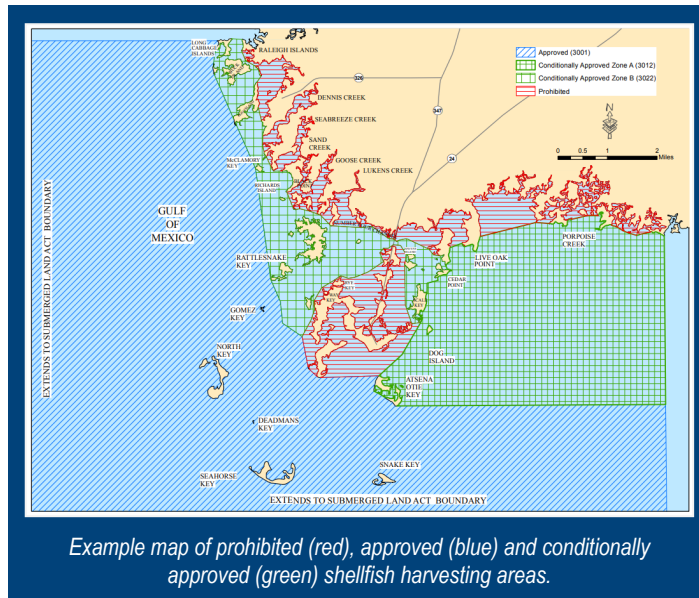 LONG
CABBAGE
ISLANDS
RALEIGH ISLANDS
Approved (3001)
Conditionally Approved Zone A (3012)
Conditionally Approved Zone B (3022)
Prohibited
326
DENNIS CREEK
347
SEABREEZE CREEK
N
SAND
CREEK
GOOSE CREEK
24
0 0.5 1 2
Miles
McCLAMORY
KEY
LUKENS CREEK
RICHARDS
ISLAND
GULF
OF
MEXICO
EXTENDS TO SUBMERGED LAND ACT BOUNDARY
PORPOISE
CREEK
RATTLESNAKE
KEY
LIVE OAK
POINT
CEDAR
POINT
GOMEZ
KEY
NORTH
KEY
DOG
ISLAND
ATSENA
OTIE
KEY
DEADMANS
KEY
SEAHORSE
KEY
SNAKE KEY
EXTENDS TO SUBMERGED LAND ACT BOUNDARY
Example map of prohibited (red), approved (blue) and conditionally
approved (green) shellfish harvesting areas.